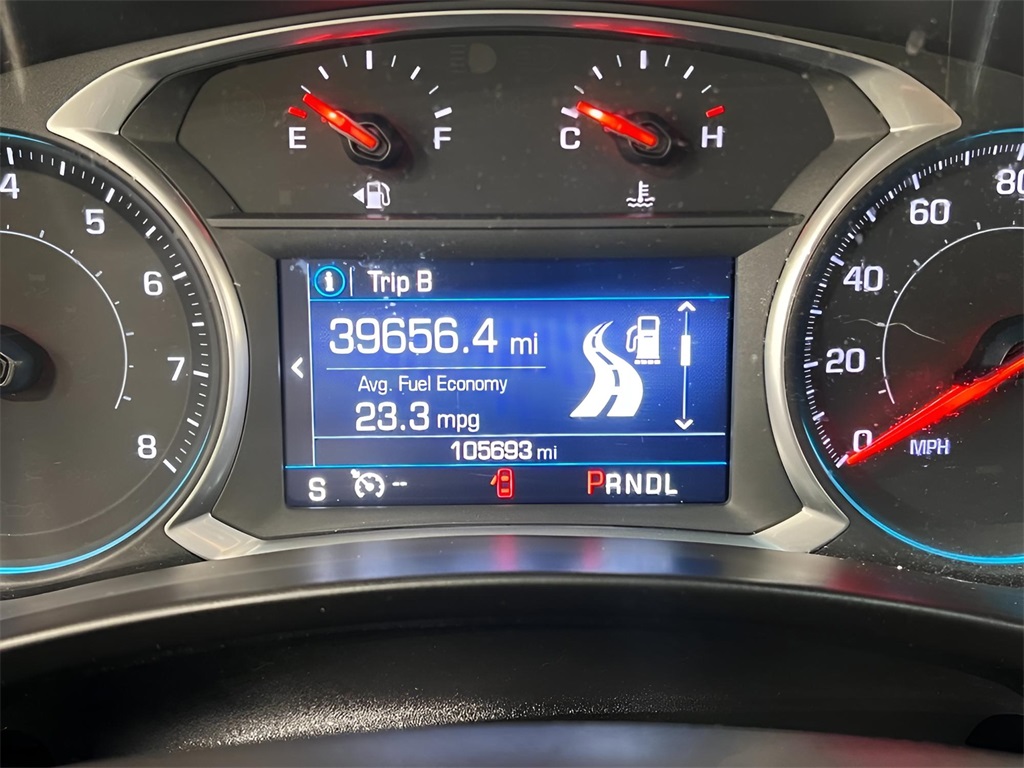 E F
C H
4
5
6
7
8
Trip B
39656.4 mi
Avg. Fuel Economy
23.3 mpg
105693 mi
S -- PRNDL
80
60
40
20
0
MPH